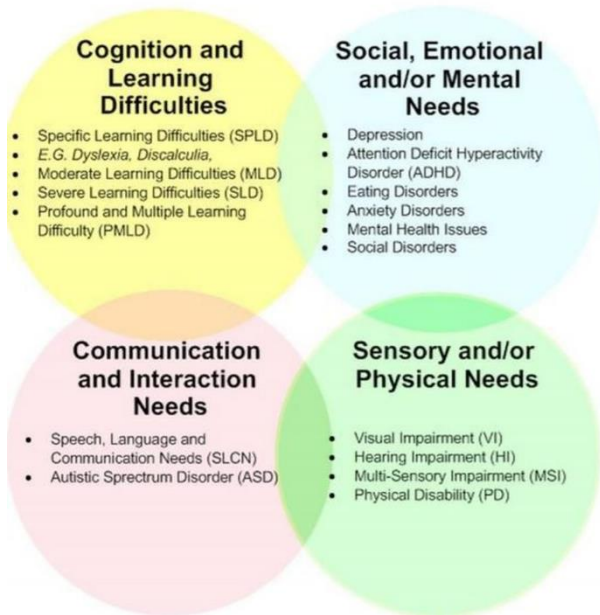 Cognition and
Learning
Difficulties
• Specific Learning Difficulties (SPLD)
• E.G. Dyslexia, Discalculia,
• Moderate Learning Difficulties (MLD)
• Severe Learning Difficulties (SLD)
• Profound and Multiple Learning
Difficulty (PMLD)
Social, Emotional
and/or Mental
Needs
• Depression
• Attention Deficit Hyperactivity
Disorder (ADHD)
• Eating Disorders
• Anxiety Disorders
• Mental Health Issues
• Social Disorders
Communication
and Interaction
Needs
• Speech, Language and
Communication Needs (SLCN)
• Autistic Sprectrum Disorder (ASD)
Sensory and/or
Physical Needs
• Visual Impairment (VI)
• Hearing Impairment (HI)
• Multi-Sensory Impairment (MSI)
• Physical Disability (PD)